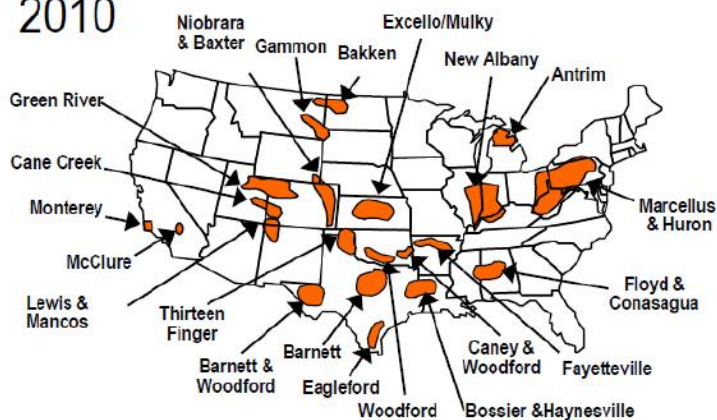 2010
Niobrara
& Baxter
Gammon
Bakken
Excello/Mulky
New Albany
Antrim
Green River
Cane Creek
Monterey
McClure
Lewis &
Mancos
Thirteen
Finger
Barnett &
Woodford
Barnett
Eagleford
Woodford
Bossier &Haynesville
Caney &
Woodford
Fayetteville
Floyd &
Conasagua
Marcellus
& Huron